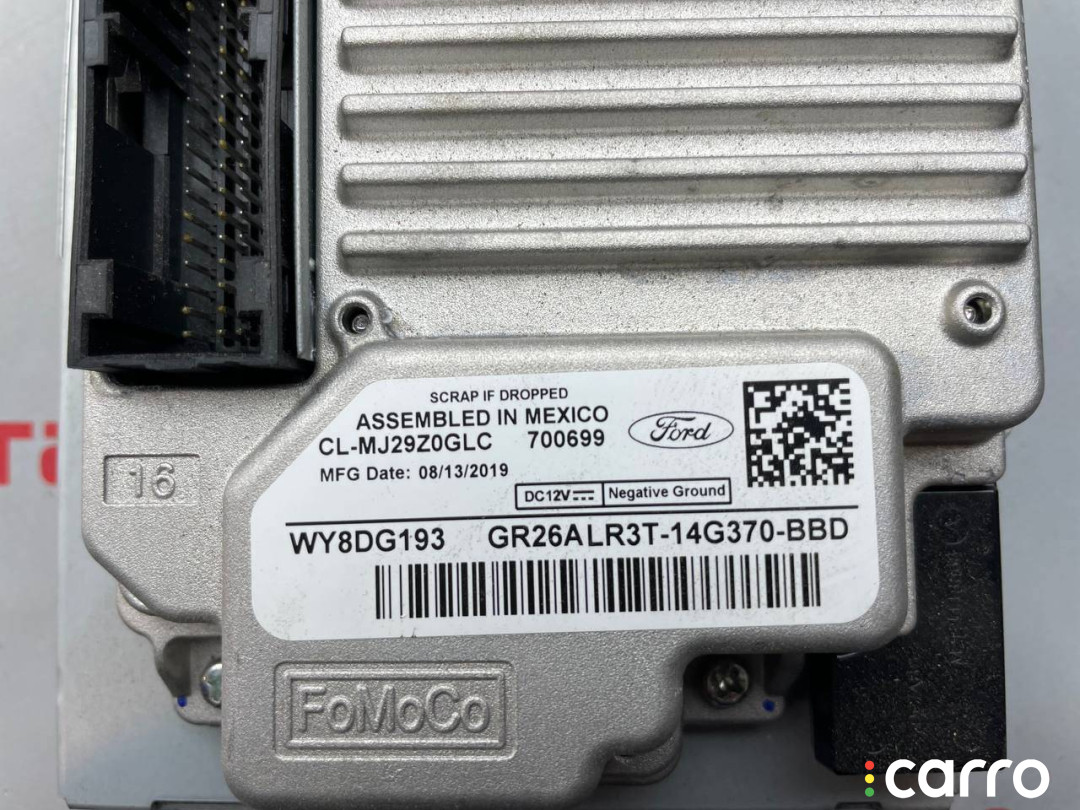 SCRAP IF DROPPED
ASSEMBLED IN MEXICO
CL-MJ29Z0GLC 700699
Ford
MFG Date: 08/13/2019
DC12V⎓ Negative Ground
16
WY8DG193 GR26ALR3T-14G370-BBD
FoMoCo
carro